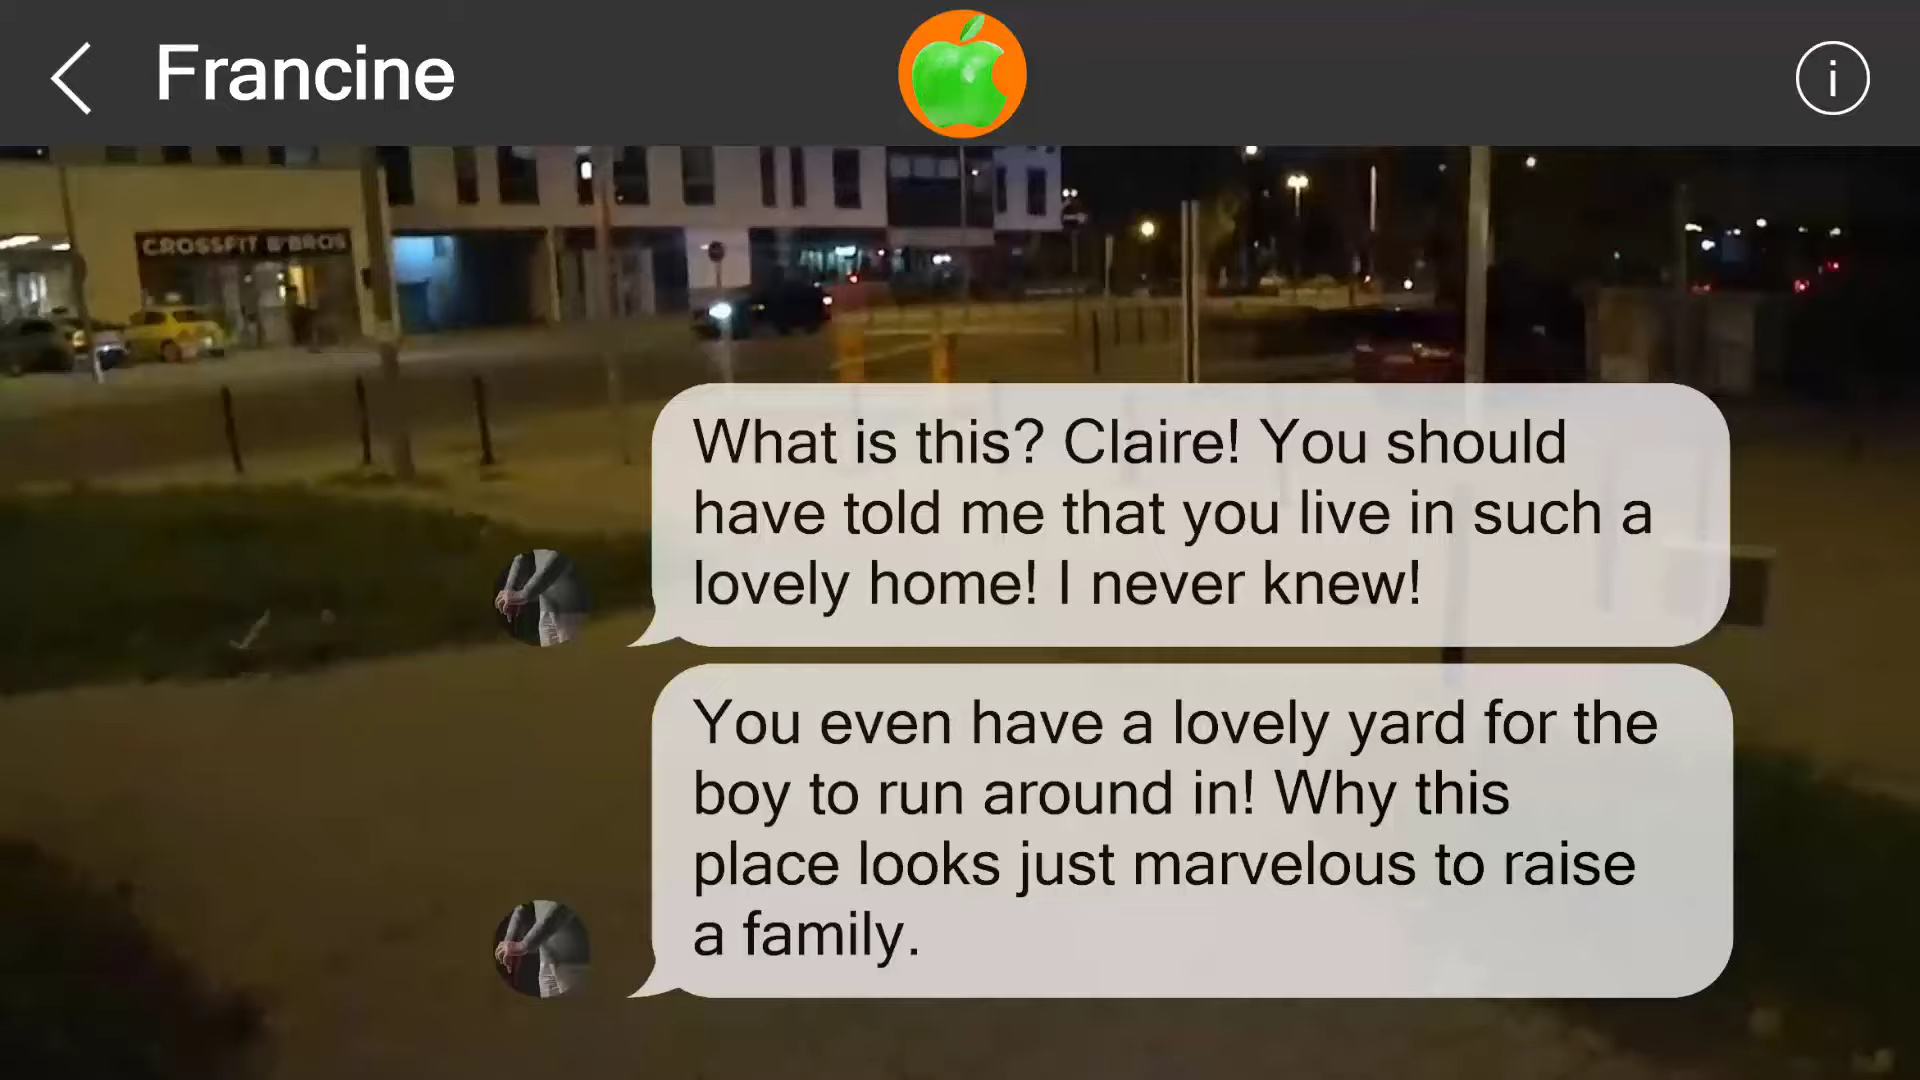 Francine
i
CROSSFIT B'BROS
What is this? Claire! You should
have told me that you live in such a
lovely home! I never knew!
You even have a lovely yard for the
boy to run around in! Why this
place looks just marvelous to raise
a family.